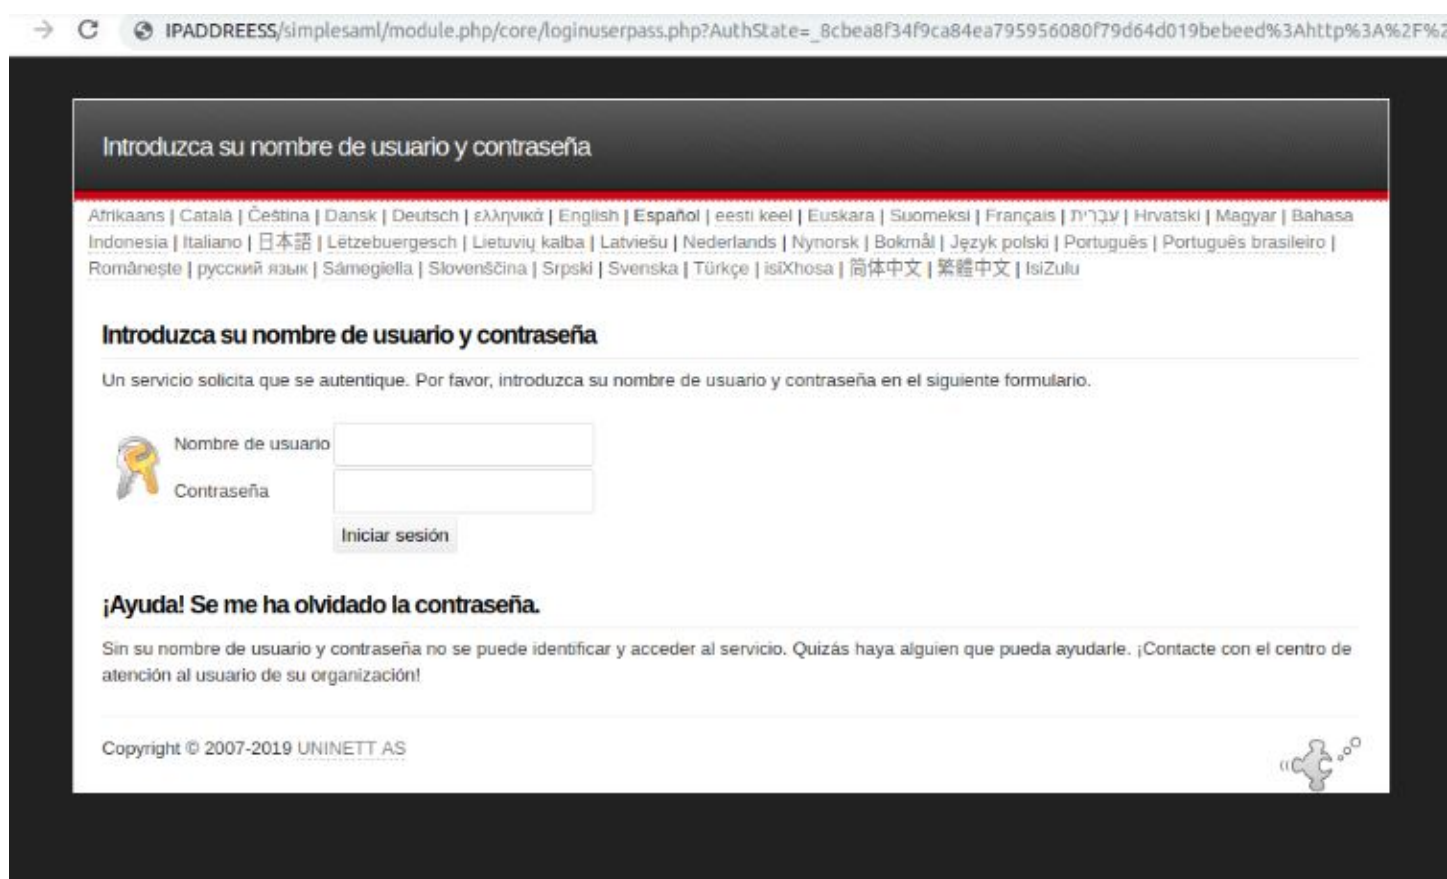 IPADDREESS/simplesaml/module.php/core/loginuserpass.php?AuthState=_8cbea8f34f9ca84ea795956080f79d64d019bebeed%3Ahttp%3A%2F%2
Introduzca su nombre de usuario y contraseña
Afrikaans | Català | Čeština | Dansk | Deutsch | ελληνικά | English | Español | eesti keel | Euskara | Suomeksi | Français | עִבְרִית | Hrvatski | Magyar | Bahasa
Indonesia | Italiano | 日本語 | Lëtzebuergesch | Lietuvių kalba | Latviešu | Nederlands | Nynorsk | Bokmål | Język polski | Português | Português brasileiro |
Românește | русский язык | Sámegiella | Slovenščina | Srpski | Svenska | Türkçe | isiXhosa | 简体中文 | 繁體中文 | IsiZulu
Introduzca su nombre de usuario y contraseña
Un servicio solicita que se autentique. Por favor, introduzca su nombre de usuario y contraseña en el siguiente formulario.
Nombre de usuario
Contraseña
Iniciar sesión
¡Ayuda! Se me ha olvidado la contraseña.
Sin su nombre de usuario y contraseña no se puede identificar y acceder al servicio. Quizás haya alguien que pueda ayudarle. ¡Contacte con el centro de
atención al usuario de su organización!
Copyright © 2007-2019 UNINETT AS